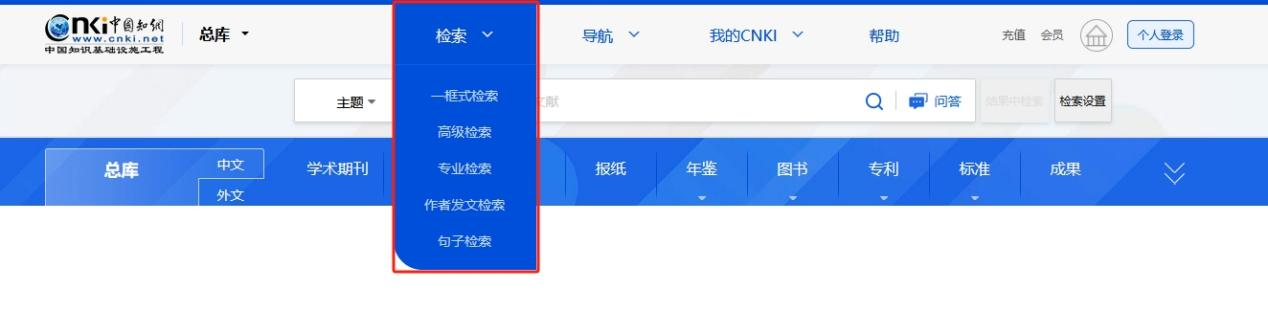 Cnki中国知网
www.cnki.net
中国知识基础设施工程
总库
检索
导航
我的CNKI
帮助
充值
会员
个人登录
一框式检索
高级检索
专业检索
作者发文检索
句子检索
主题
文献
问答
结果中检索
检索设置
总库
中文
外文
学术期刊
报纸
年鉴
图书
专利
标准
成果